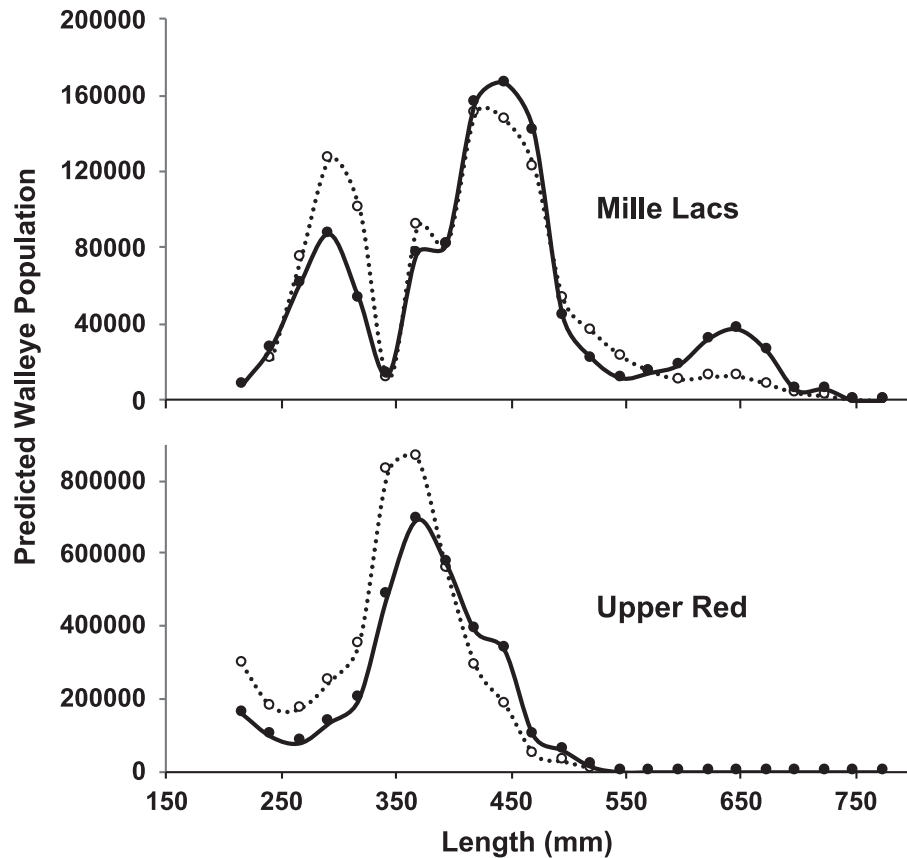 200000
160000
120000
80000
40000
0
Mille Lacs
Predicted Walleye Population
800000
600000
400000
200000
0
Upper Red
150 250 350 450 550 650 750
Length (mm)